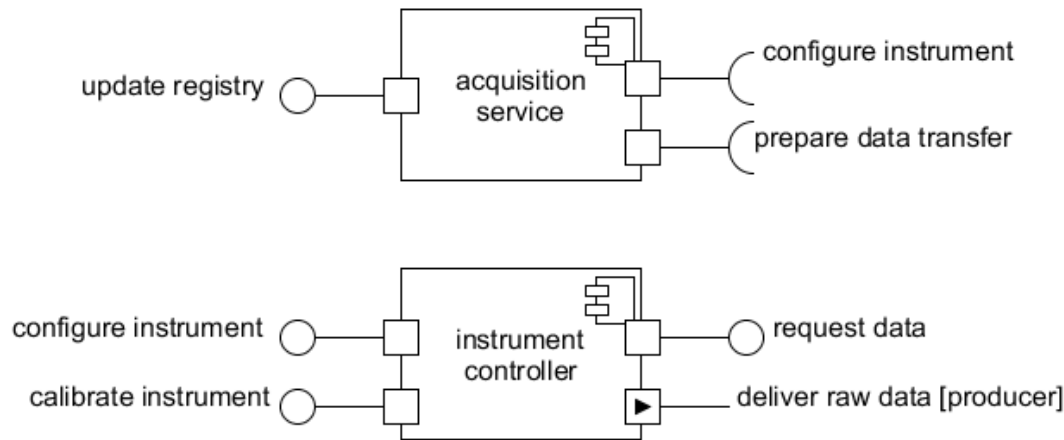 update registry
acquisition
service
configure instrument
prepare data transfer
configure instrument
calibrate instrument
instrument
controller
request data
deliver raw data [producer]